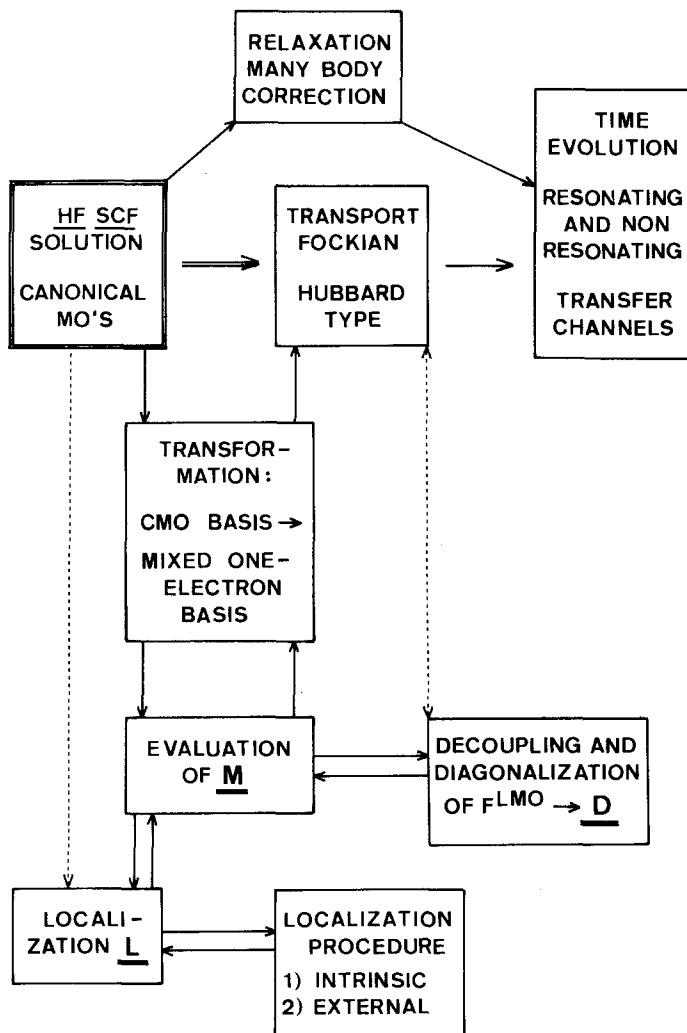 RELAXATION
MANY BODY
CORRECTION
TIME
EVOLUTION
RESONATING
AND NON
RESONATING
TRANSFER
CHANNELS
HF SCF
SOLUTION
CANONICAL
MO'S
TRANSPORT
FOCKIAN
HUBBARD
TYPE
TRANSFOR-
MATION:
CMO BASIS →
MIXED ONE-
ELECTRON
BASIS
EVALUATION
OF M
DECOUPLING AND
DIAGONALIZATION
OF F^LMO → D
LOCALI-
ZATION L
LOCALIZATION
PROCEDURE
1) INTRINSIC
2) EXTERNAL